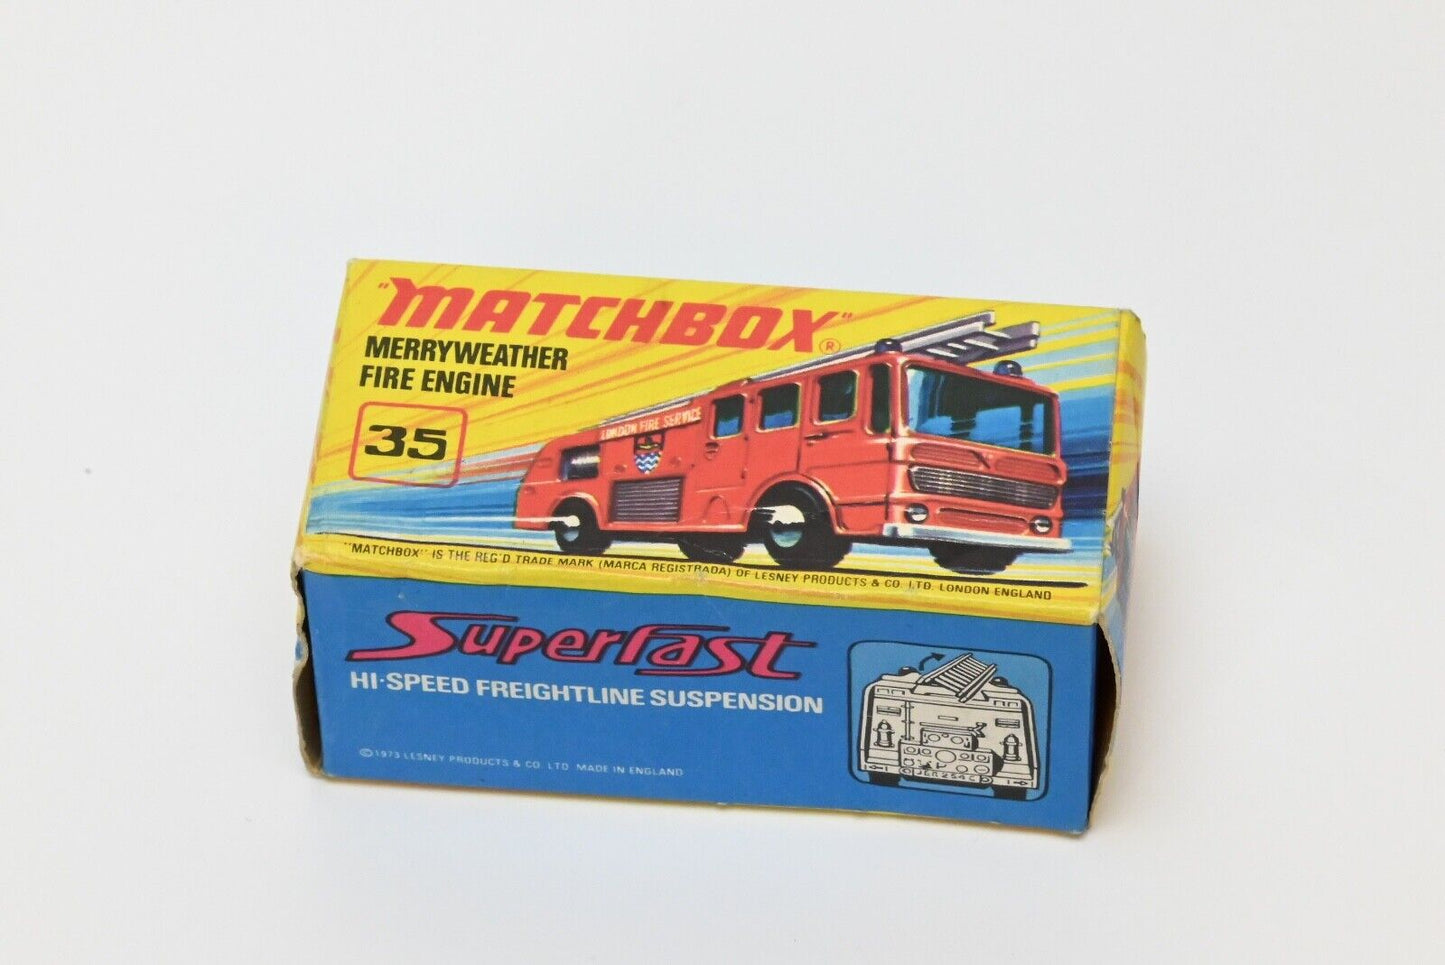 "MATCHBOX"®
MERRYWEATHER
FIRE ENGINE
35
LONDON FIRE SERVICE
"MATCHBOX" IS THE REG'D TRADE MARK (MARCA REGISTRADA) OF LESNEY PRODUCTS & CO. LTD. LONDON ENGLAND
Superfast
HI·SPEED FREIGHTLINE SUSPENSION
©1973 LESNEY PRODUCTS & CO. LTD. MADE IN ENGLAND